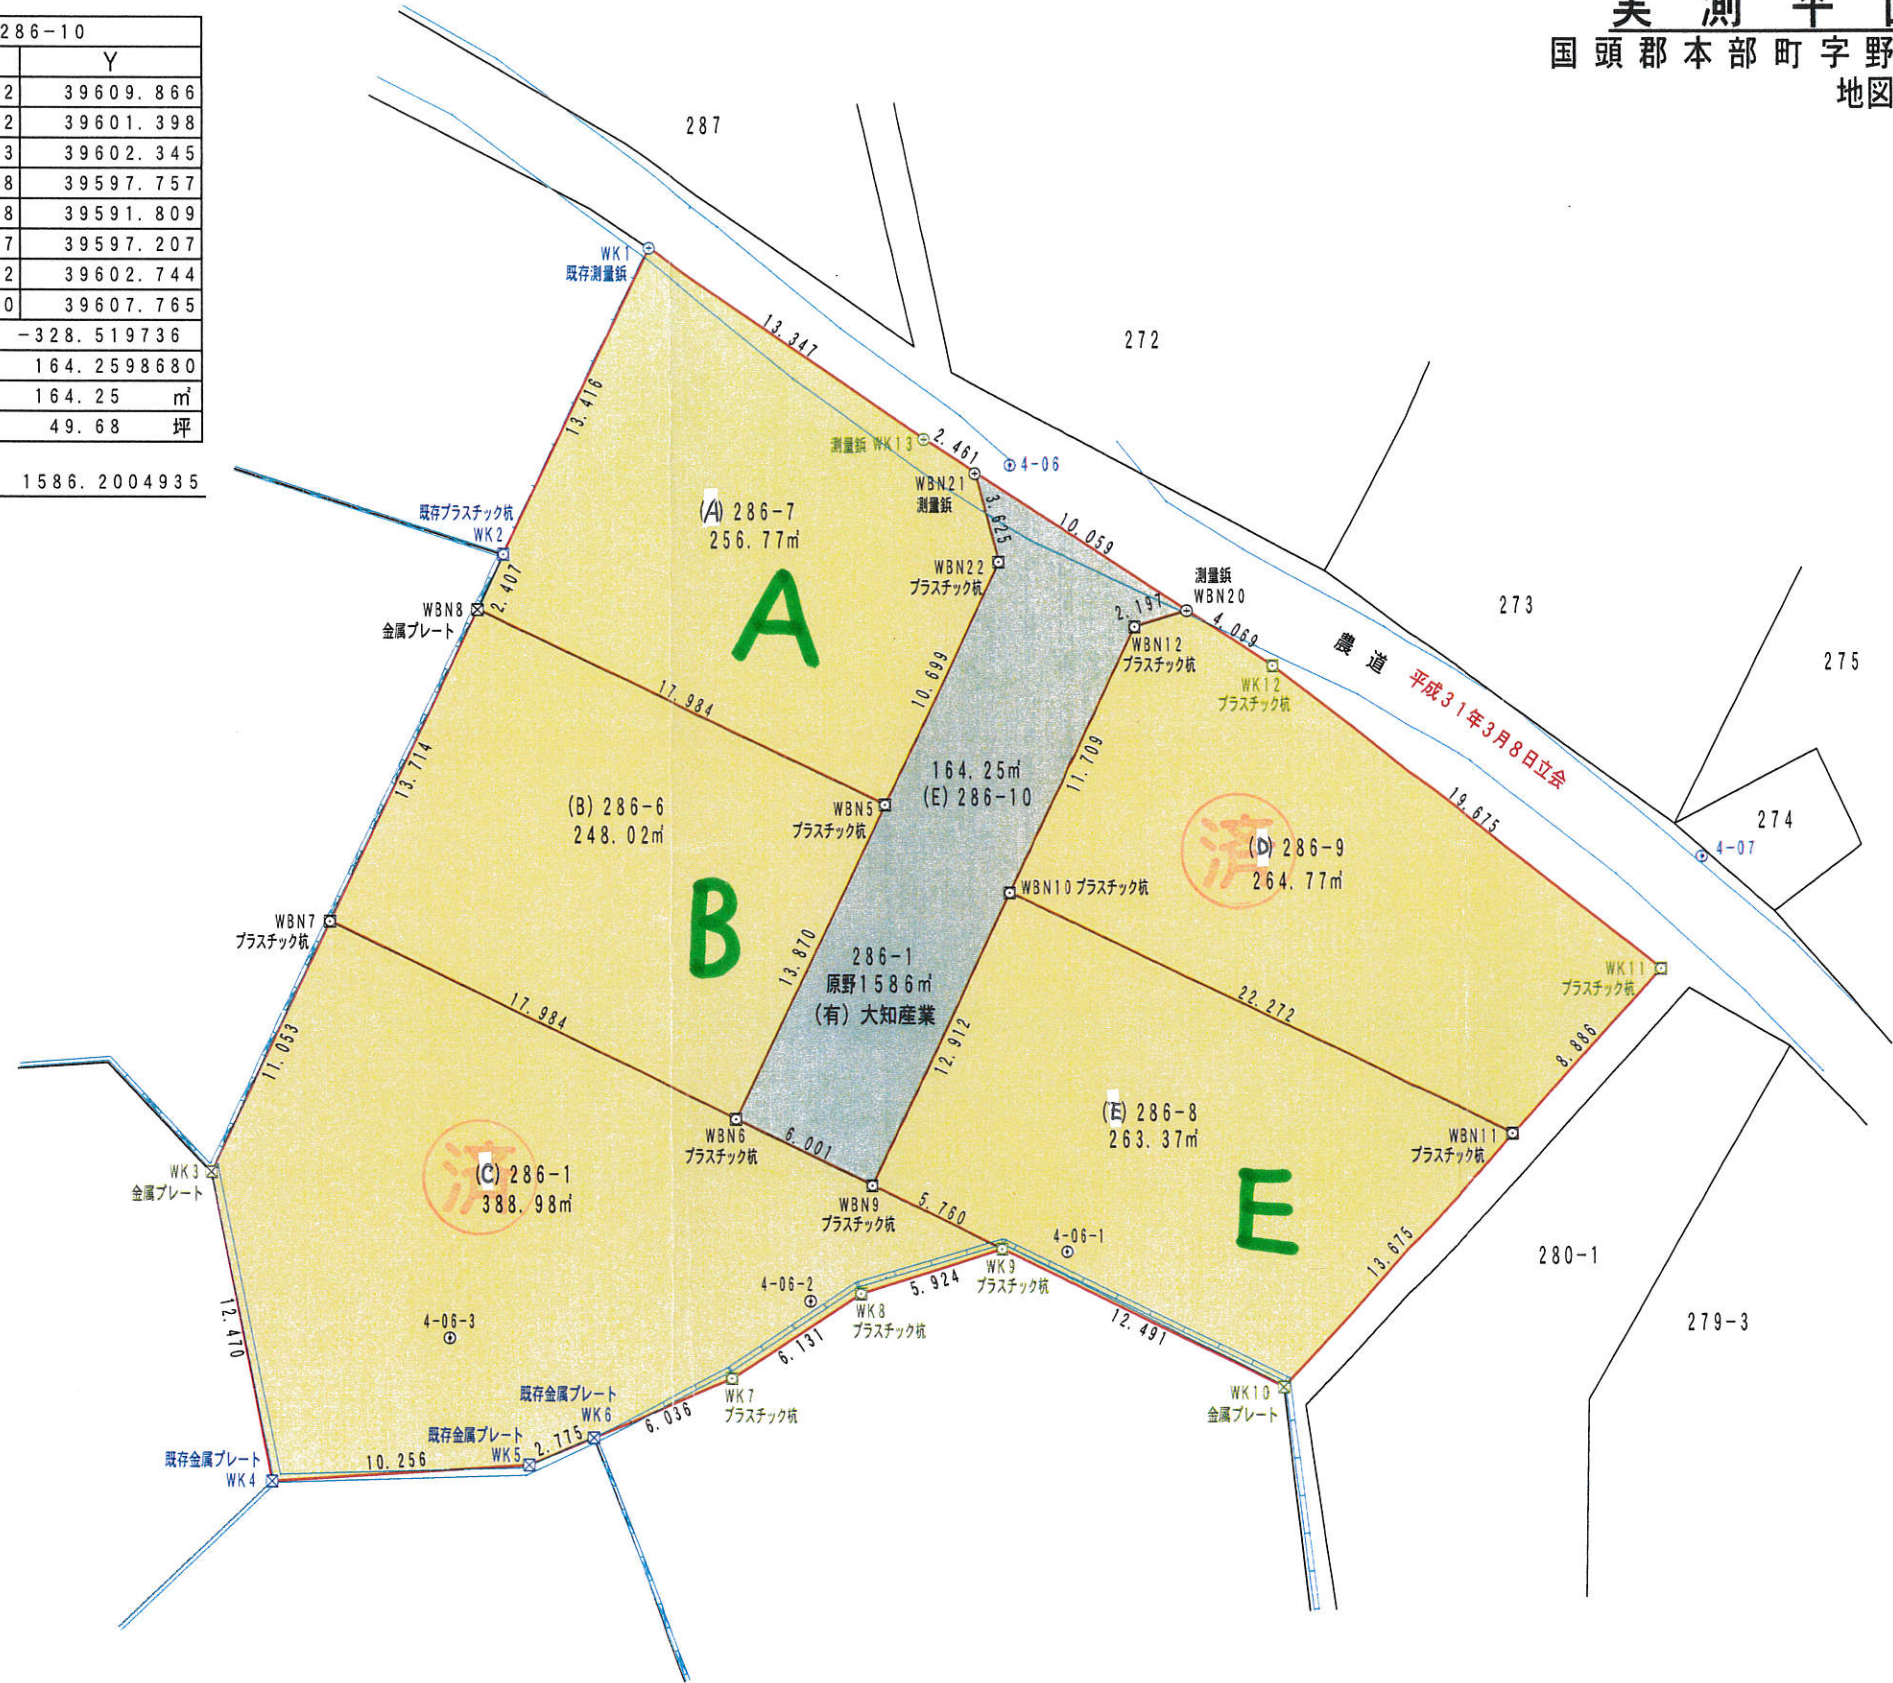 実測平
国頭郡本部町字野
地図
286-10
Y
2 39609.866
2 39601.398
3 39602.345
8 39597.757
8 39591.809
7 39597.207
2 39602.744
0 39607.765
-328.519736
164.2598680
164.25 ㎡
49.68 坪
1586.2004935
287
272
273
275
274
280-1
279-3
WK1
既存測量鋲
13.347
13.416
測量鋲 WK13
2.461
4-06
WBN21
測量鋲
3.625
10.059
既存プラスチック杭
WK2
2.407
(A) 286-7
256.77㎡
A
WBN22
プラスチック杭
測量鋲
WBN20
2.197
4.069
WBN12
プラスチック杭
WK12
プラスチック杭
農道
平成31年3月8日立会
WBN8
金属プレート
17.984
10.699
13.714
11.709
19.675
164.25㎡
(E) 286-10
(B) 286-6
248.02㎡
B
WBN5
プラスチック杭
済
(D) 286-9
264.77㎡
4-07
WBN10 プラスチック杭
WBN7
プラスチック杭
13.870
286-1
原野1586㎡
(有) 大知産業
WK11
プラスチック杭
17.984
22.272
11.053
12.912
8.886
WBN6
プラスチック杭
6.001
(E) 286-8
263.37㎡
E
WBN11
プラスチック杭
WK3
金属プレート
済
(C) 286-1
388.98㎡
WBN9
プラスチック杭
5.760
4-06-1
WK9
プラスチック杭
13.675
4-06-2
5.924
WK8
プラスチック杭
12.491
12.470
4-06-3
6.131
WK7
プラスチック杭
WK10
金属プレート
既存金属プレート
WK6
6.036
既存金属プレート
WK5
2.775
既存金属プレート
WK4
10.256